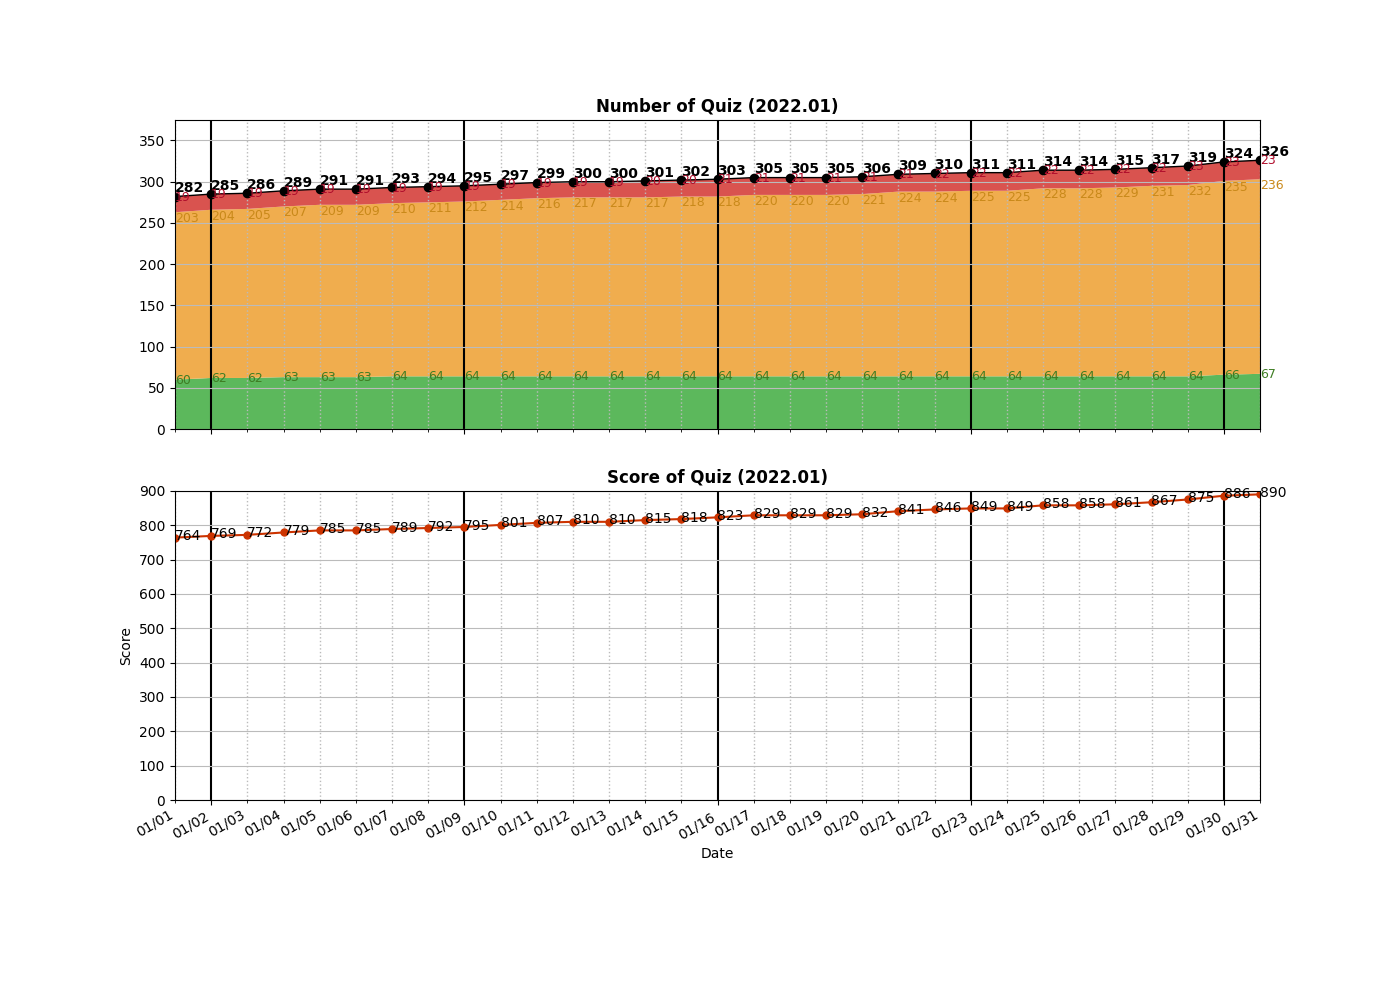 Number of Quiz (2022.01)
350
300
250
200
150
100
50
0
282 285 286 289 291 291 293 294 295 297 299 300 300 301 302 303 305 305 305 306 309 310 311 311 314 314 315 317 319 324 326
23
203 204 205 207 209 209 210 211 212 214 216 217 217 217 218 218 220 220 220 221 224 224 225 225 228 228 229 231 232 235 236
60 62 62 63 63 63 64 64 64 64 64 64 64 64 64 64 64 64 64 64 64 64 64 64 64 64 64 64 64 66 67
Score of Quiz (2022.01)
900
800
700
600
500
400
300
200
100
0
764 769 772 779 785 785 789 792 795 801 807 810 810 815 818 823 829 829 829 832 841 846 849 849 858 858 861 867 875 886 890
Score
01/01 01/02 01/03 01/04 01/05 01/06 01/07 01/08 01/09 01/10 01/11 01/12 01/13 01/14 01/15 01/16 01/17 01/18 01/19 01/20 01/21 01/22 01/23 01/24 01/25 01/26 01/27 01/28 01/29 01/30 01/31
Date